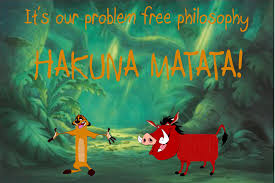 It's our problem free philosophy
HAKUNA MATATA!